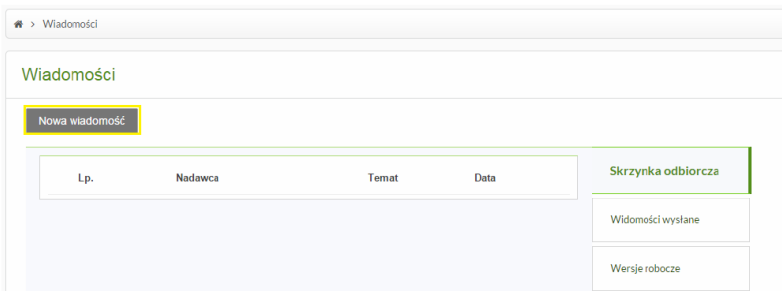 > Wiadomości
Wiadomości
Nowa wiadomość
Lp. Nadawca Temat Data
Skrzynka odbiorcza
Widomości wysłane
Wersje robocze